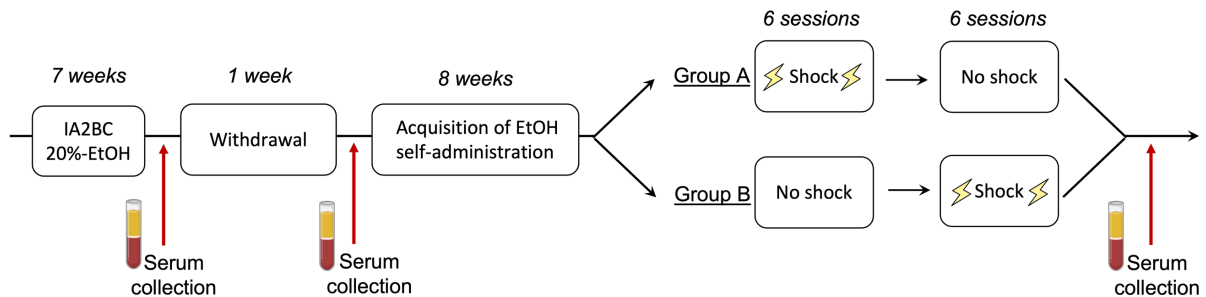 7 weeks
IA2BC
20%-EtOH
Serum
collection
1 week
Withdrawal
Serum
collection
8 weeks
Acquisition of EtOH
self-administration
6 sessions
6 sessions
Group A
Shock
No shock
Group B
No shock
Shock
Serum
collection